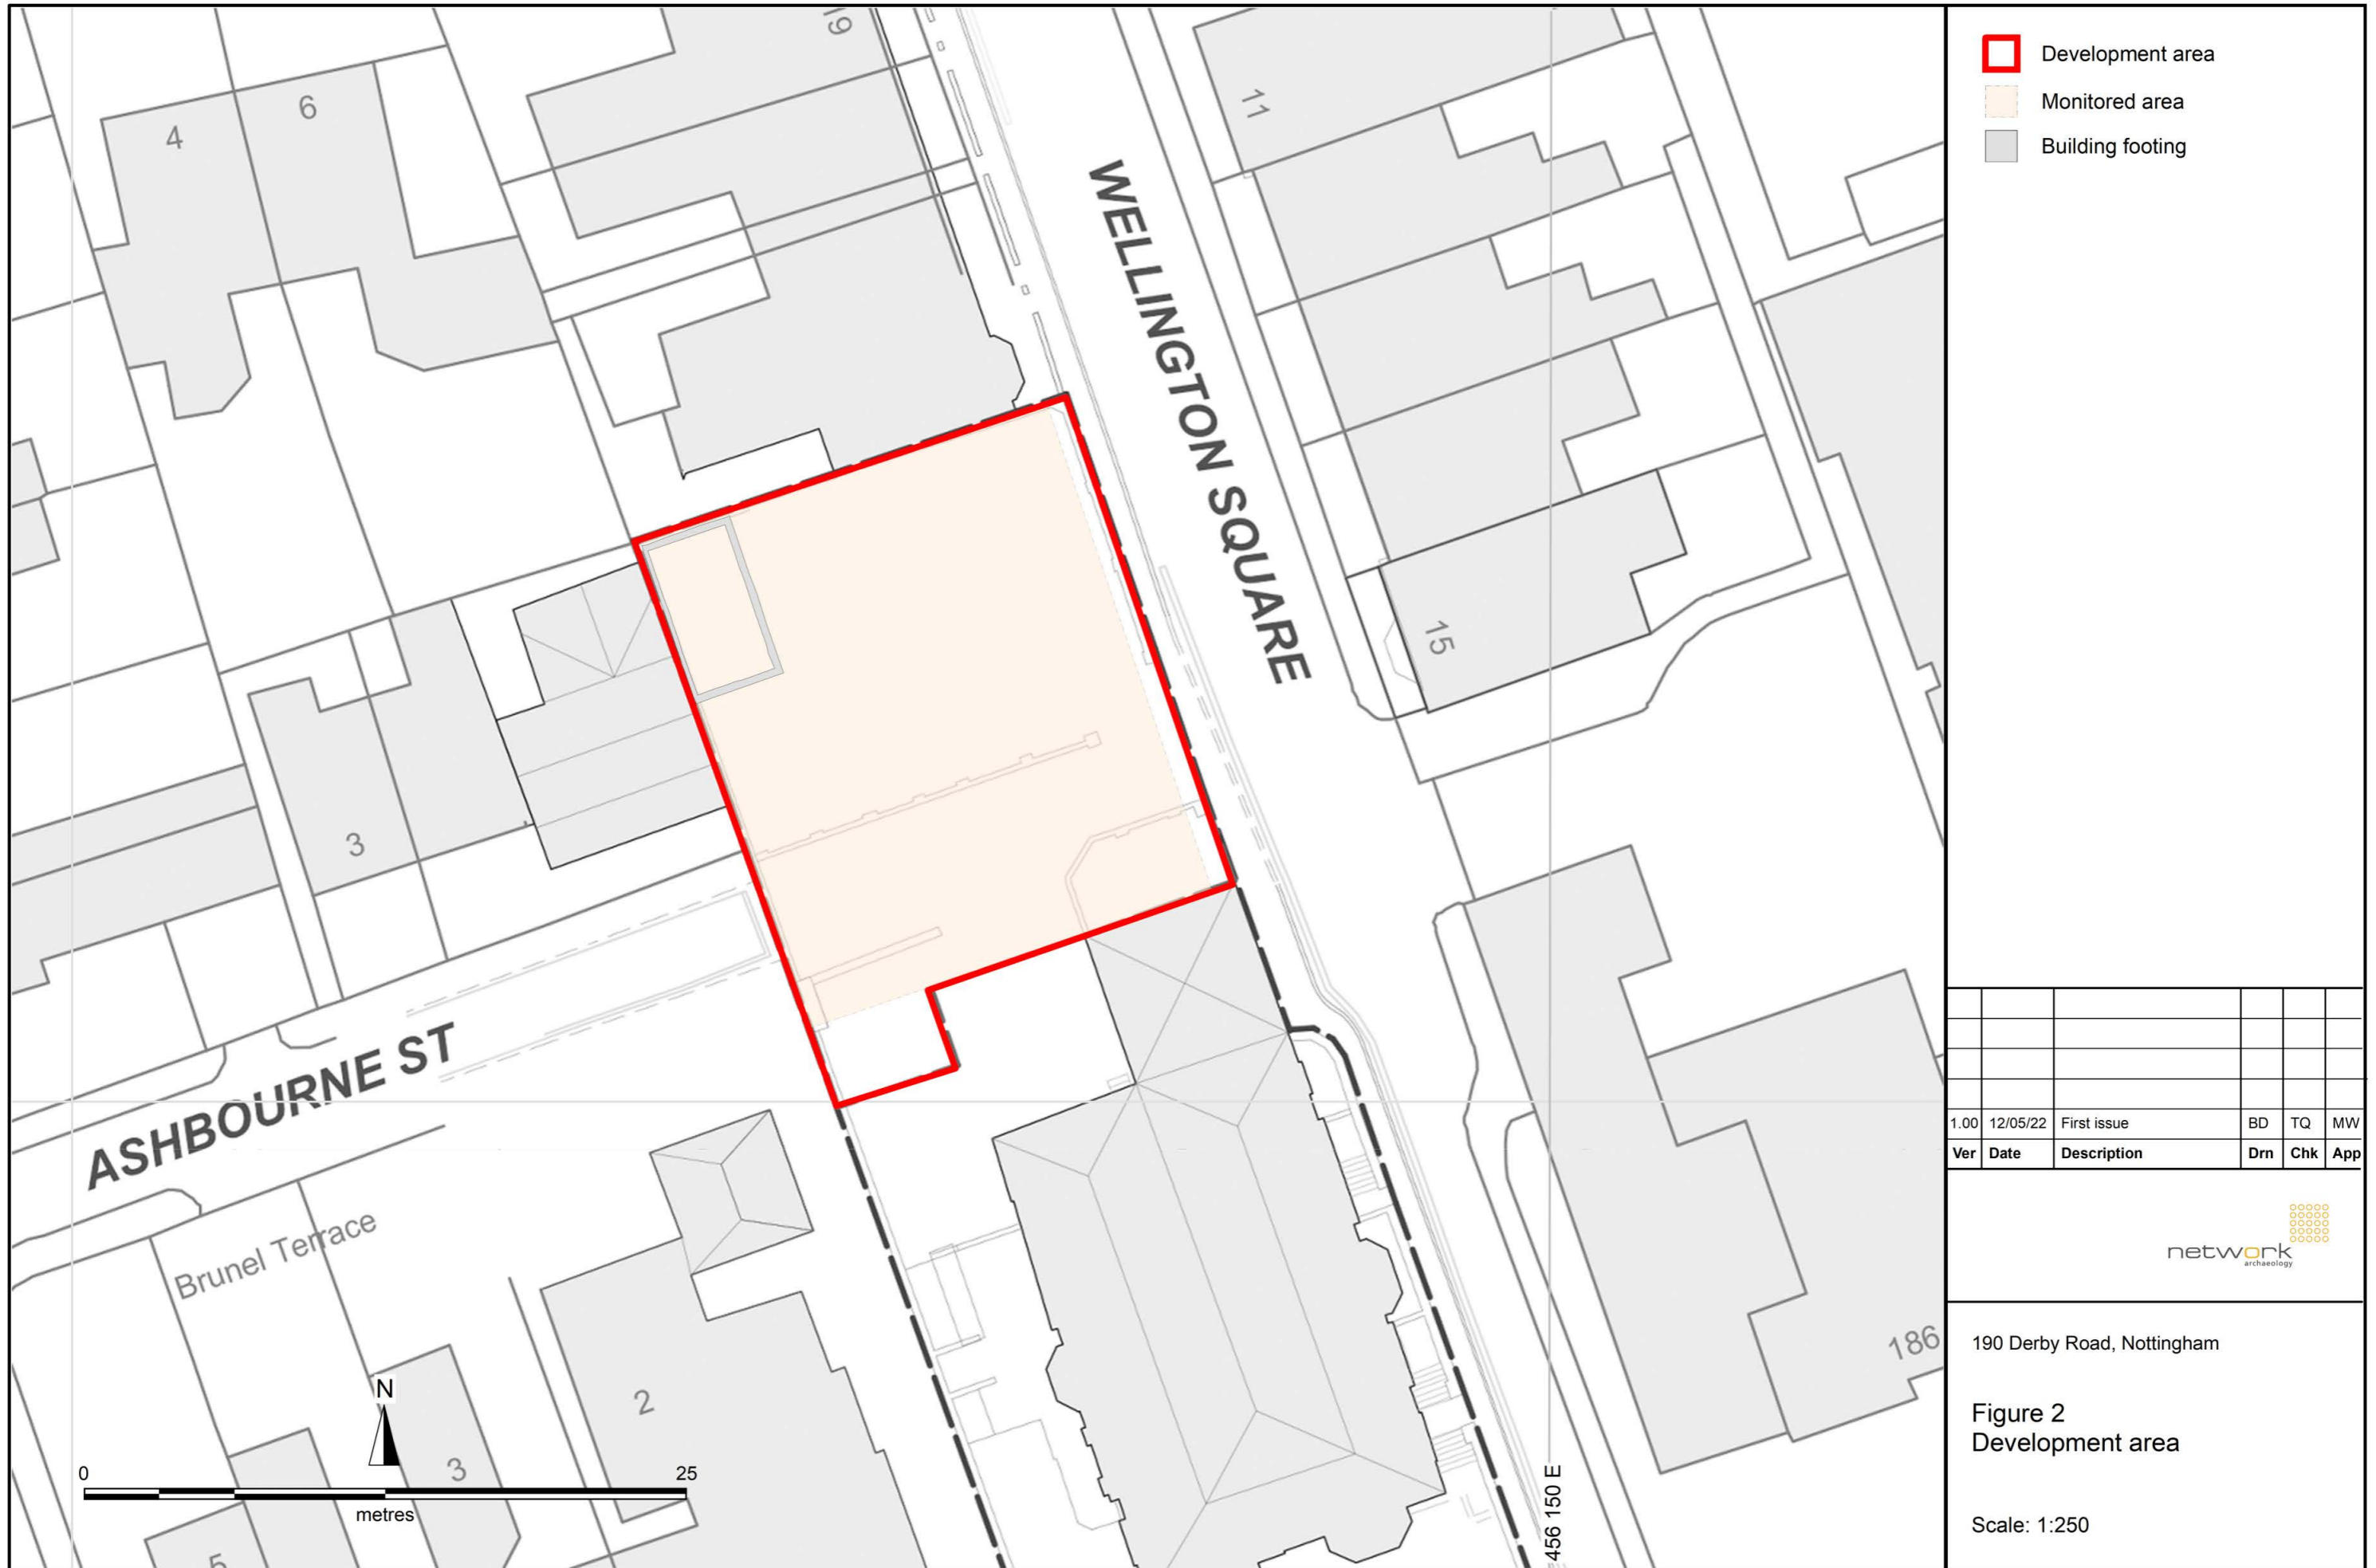 4
6
19
11
WELLINGTON SQUARE
15
3
ASHBOURNE ST
Brunel Terrace
2
3
5
186
N
0
25
metres
456 150 E
Development area
Monitored area
Building footing
1.00 12/05/22 First issue BD TQ MW
Ver Date Description Drn Chk App
network
archaeology
190 Derby Road, Nottingham
Figure 2
Development area
Scale: 1:250